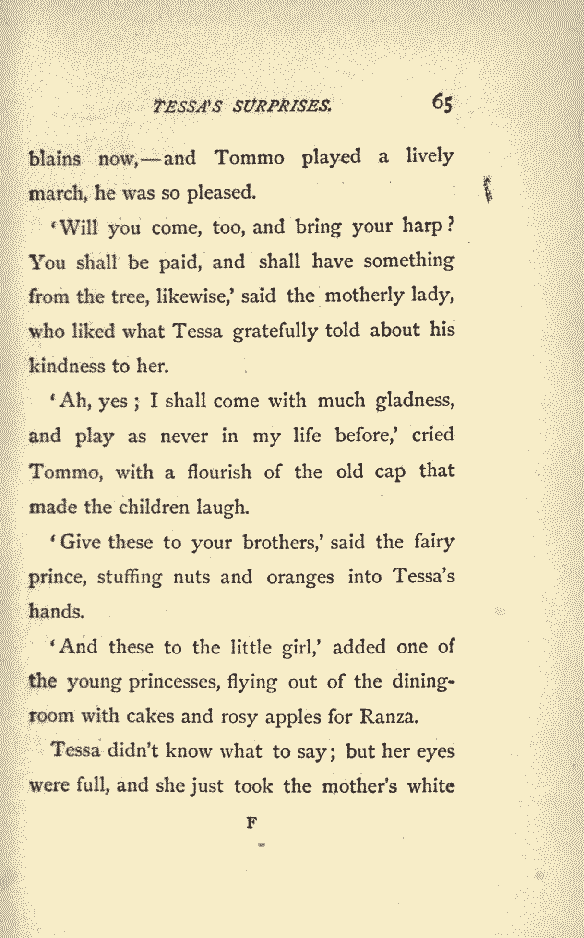 TESSA'S SURPRISES. 65
blains now,—and Tommo played a lively
march, he was so pleased.
‘Will you come, too, and bring your harp?
You shall be paid, and shall have something
from the tree, likewise,’ said the motherly lady,
who liked what Tessa gratefully told about his
kindness to her.
‘Ah, yes; I shall come with much gladness,
and play as never in my life before,’ cried
Tommo, with a flourish of the old cap that
made the children laugh.
‘Give these to your brothers,’ said the fairy
prince, stuffing nuts and oranges into Tessa’s
hands.
‘And these to the little girl,’ added one of
the young princesses, flying out of the dining-
room with cakes and rosy apples for Ranza.
Tessa didn’t know what to say; but her eyes
were full, and she just took the mother’s white
F